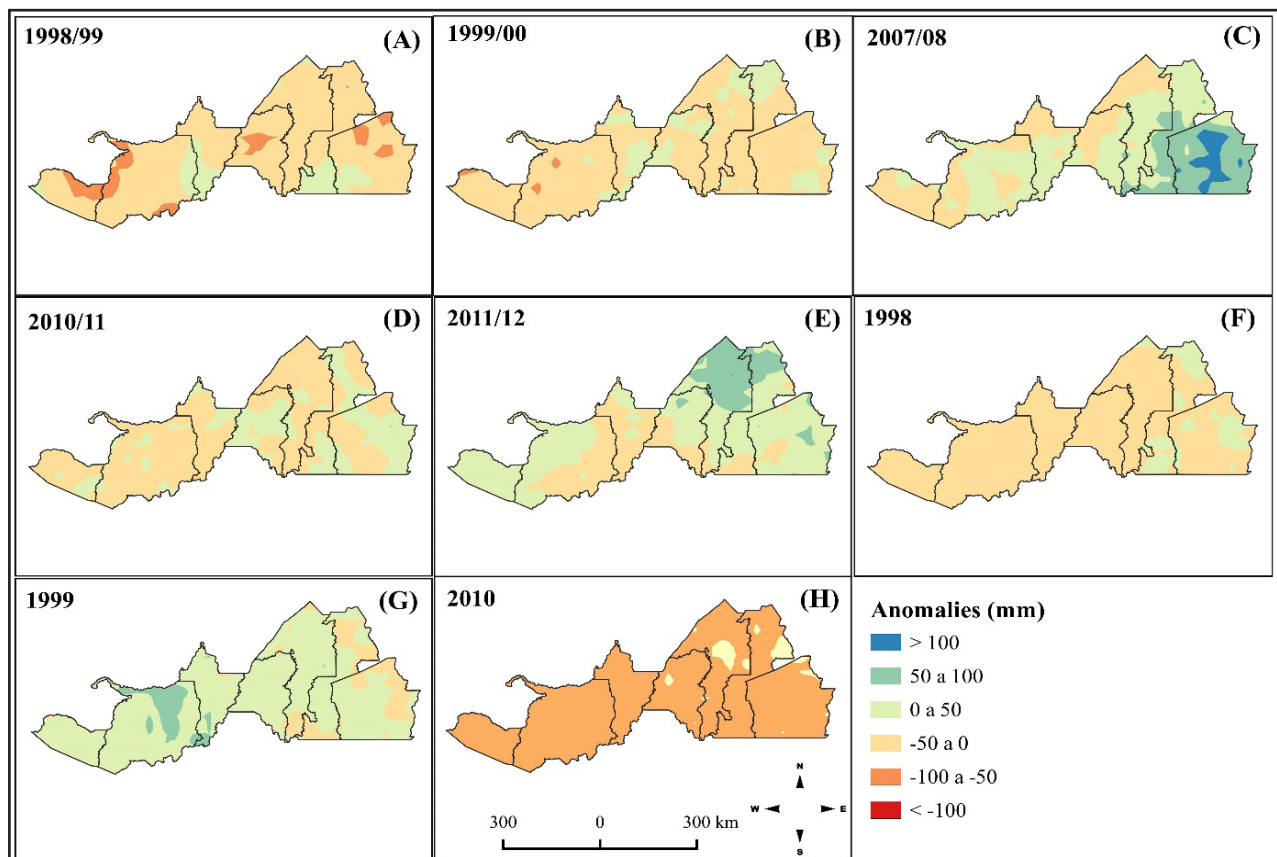 1998/99 (A)
1999/00 (B)
2007/08 (C)
2010/11 (D)
2011/12 (E)
1998 (F)
1999 (G)
2010 (H)
N
W E
S
300 0 300 km
Anomalies (mm)
> 100
50 a 100
0 a 50
-50 a 0
-100 a -50
< -100